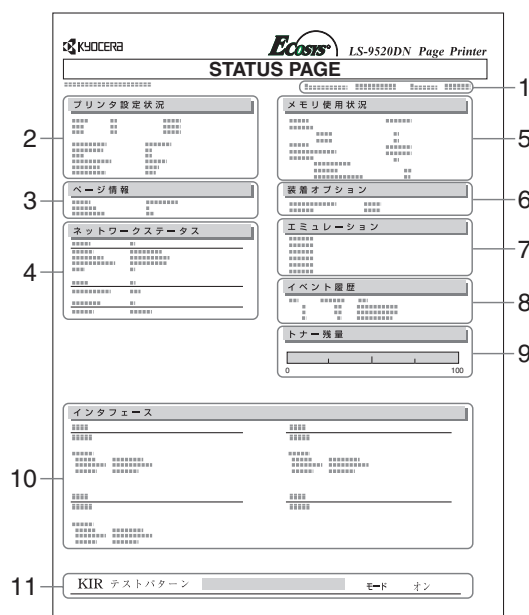 KYOCERA
ECOSYS LS-9520DN Page Printer
STATUS PAGE
1
プリンタ設定状況
2
メモリ使用状況
5
ページ情報
3
装着オプション
6
ネットワークステータス
4
エミュレーション
7
イベント履歴
8
トナー残量
9
0 100
インタフェース
10
11
KIR テストパターン モード オン